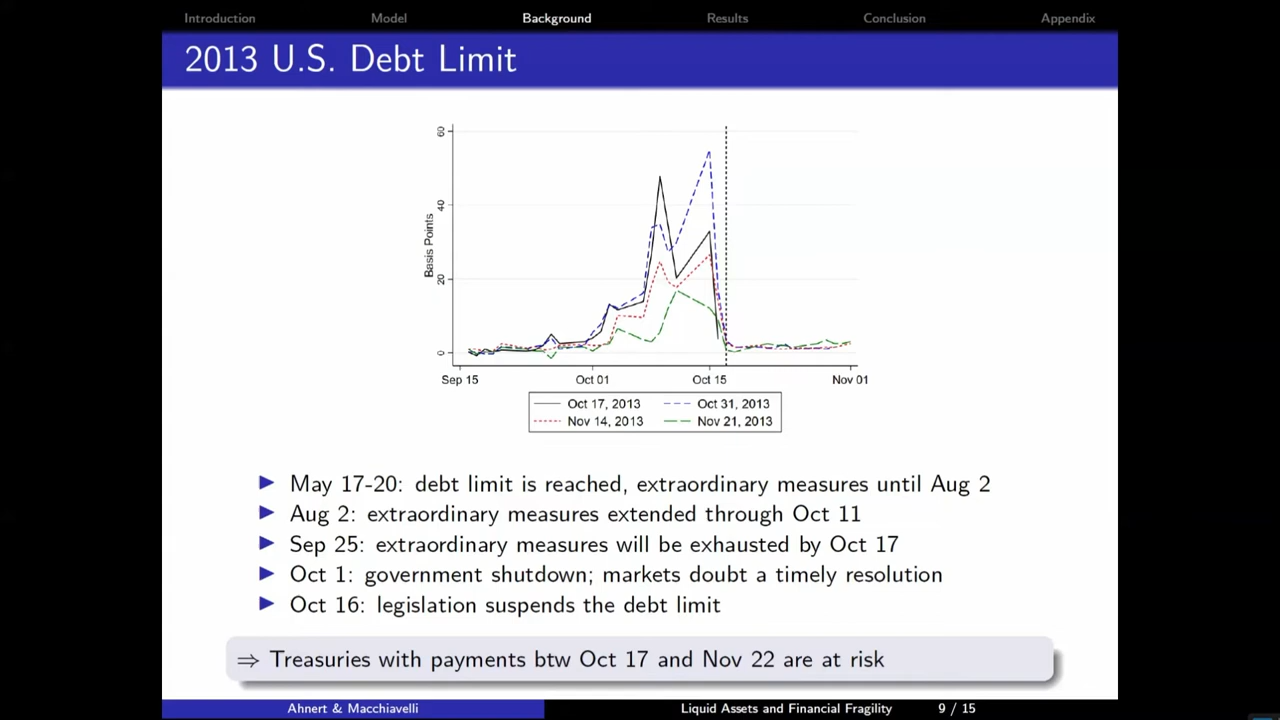 Introduction Model Background Results Conclusion Appendix
2013 U.S. Debt Limit
60
40
20
0
Basis Points
Sep 15 Oct 01 Oct 15 Nov 01
Oct 17, 2013 Oct 31, 2013
Nov 14, 2013 Nov 21, 2013
May 17-20: debt limit is reached, extraordinary measures until Aug 2
Aug 2: extraordinary measures extended through Oct 11
Sep 25: extraordinary measures will be exhausted by Oct 17
Oct 1: government shutdown; markets doubt a timely resolution
Oct 16: legislation suspends the debt limit
⇒ Treasuries with payments btw Oct 17 and Nov 22 are at risk
Ahnert & Macchiavelli Liquid Assets and Financial Fragility 9 / 15